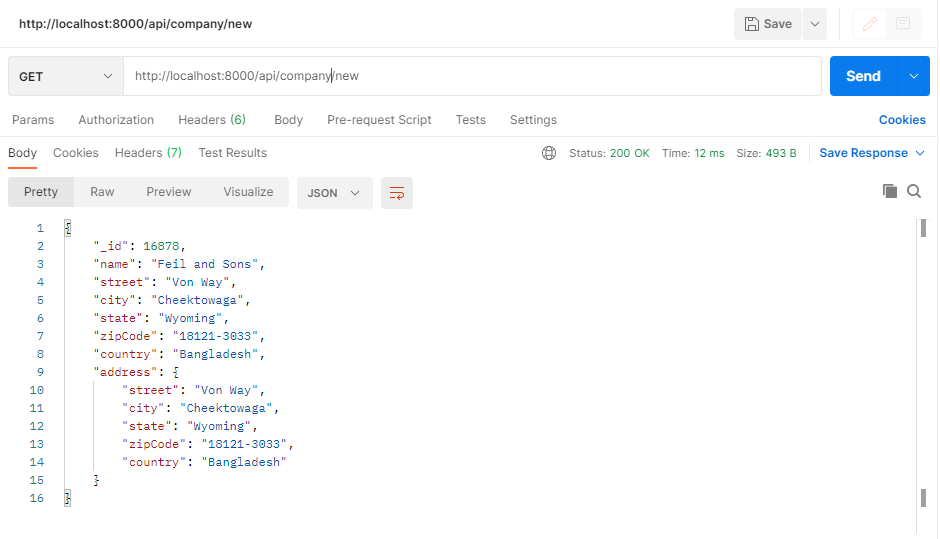 http://localhost:8000/api/company/new Save
GET http://localhost:8000/api/company/new Send
Params Authorization Headers (6) Body Pre-request Script Tests Settings Cookies
Body Cookies Headers (7) Test Results Status: 200 OK Time: 12 ms Size: 493 B Save Response
Pretty Raw Preview Visualize JSON
1 {
2 "_id": 16878,
3 "name": "Feil and Sons",
4 "street": "Von Way",
5 "city": "Cheektowaga",
6 "state": "Wyoming",
7 "zipCode": "18121-3033",
8 "country": "Bangladesh",
9 "address": {
10 "street": "Von Way",
11 "city": "Cheektowaga",
12 "state": "Wyoming",
13 "zipCode": "18121-3033",
14 "country": "Bangladesh"
15 }
16 }